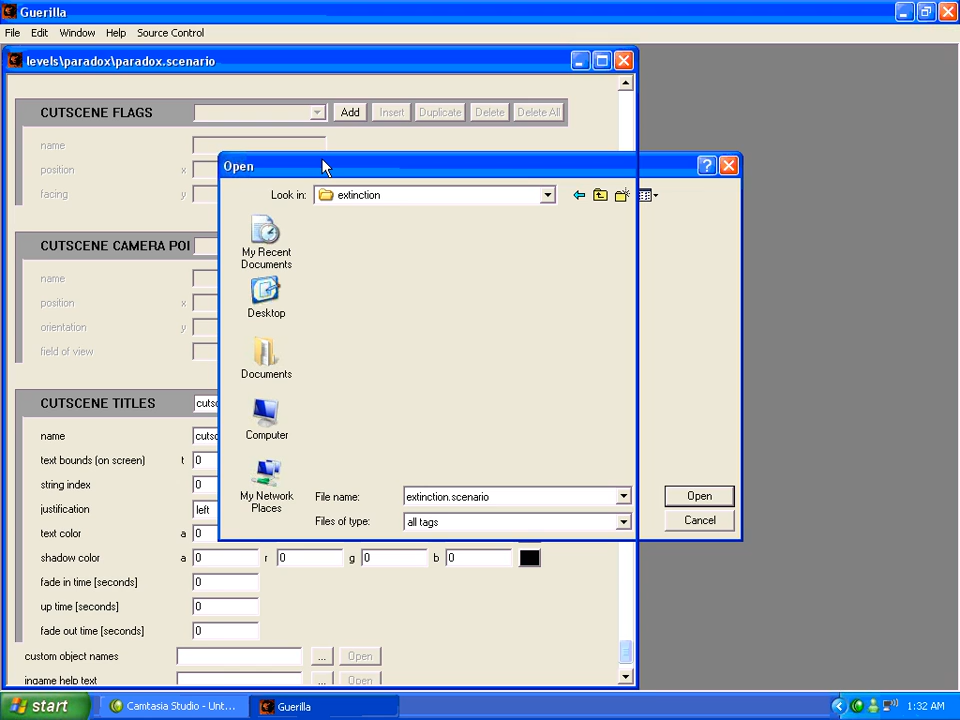 Guerilla
File Edit Window Help Source Control
levels\paradox\paradox.scenario
CUTSCENE FLAGS Add Insert Duplicate Delete Delete All
name
position x
facing y
Open
Look in: extinction
My Recent
Documents
Desktop
Documents
Computer
My Network
Places
File name: extinction.scenario Open
Files of type: all tags Cancel
CUTSCENE CAMERA POI
name
position x
orientation y
field of view
CUTSCENE TITLES cutsc
name cutsc
text bounds (on screen) t 0
string index 0
justification left
text color a 0
shadow color a 0 r 0 g 0 b 0
fade in time [seconds] 0
up time [seconds] 0
fade out time [seconds] 0
custom object names ... Open
ingame help text ... Open
start Camtasia Studio - Unt... Guerilla 1:32 AM